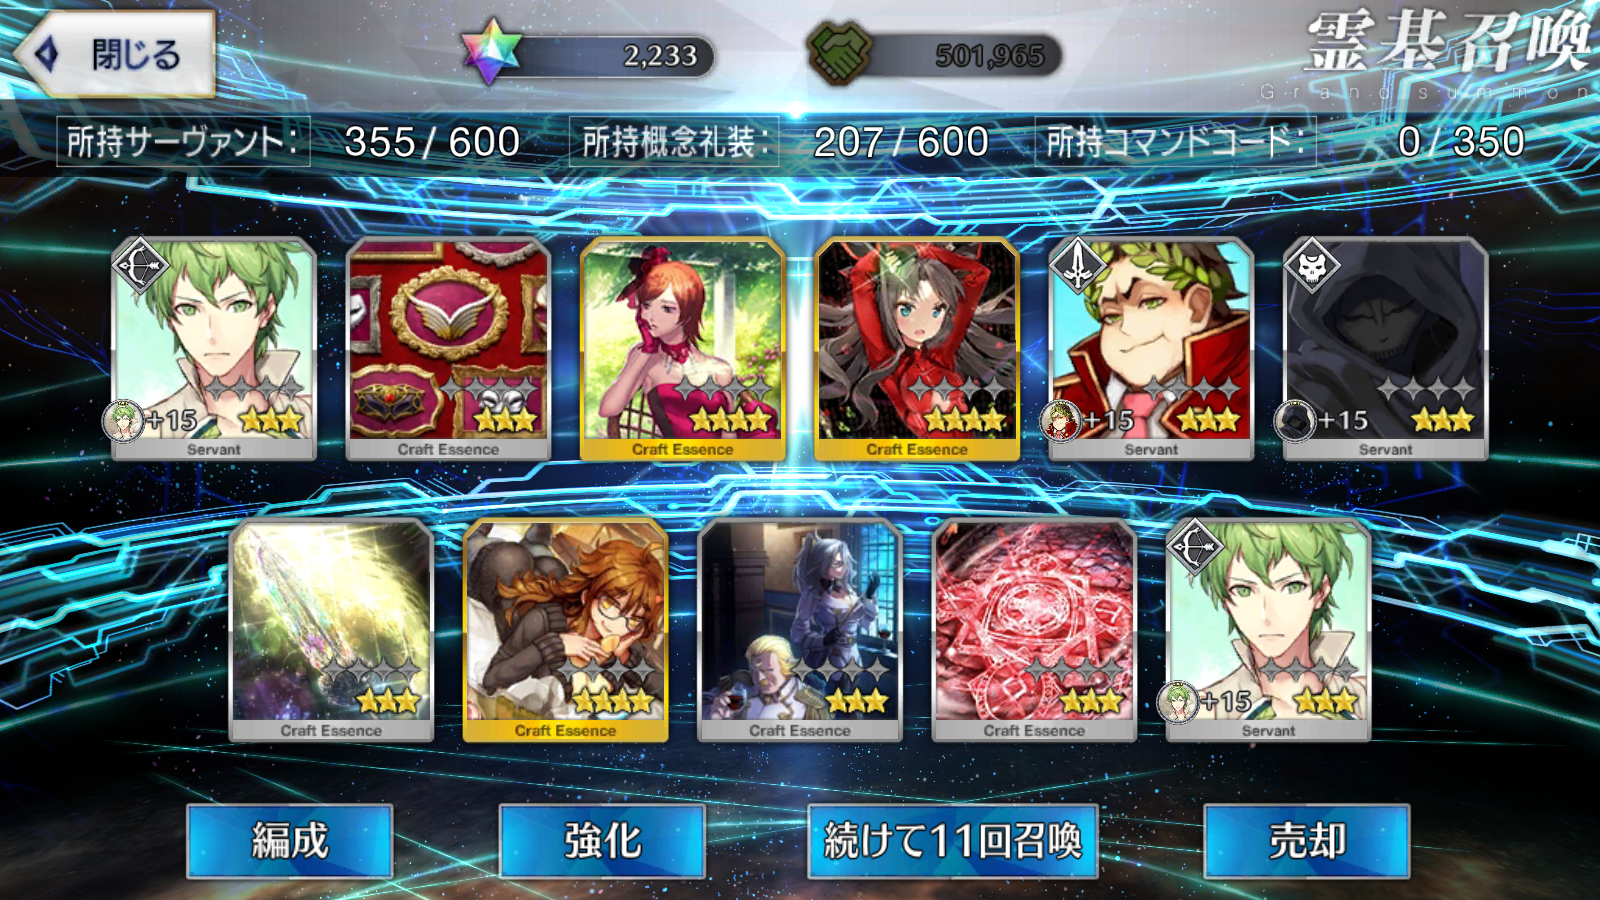 閉じる
2,233
501,965
霊基召喚
Grand summon
所持サーヴァント: 355 / 600
所持概念礼装: 207 / 600
所持コマンドコード: 0 / 350
+15
Servant
Craft Essence
Craft Essence
Craft Essence
+15
Servant
+15
Servant
Craft Essence
Craft Essence
Craft Essence
Craft Essence
+15
Servant
編成
強化
続けて11回召喚
売却